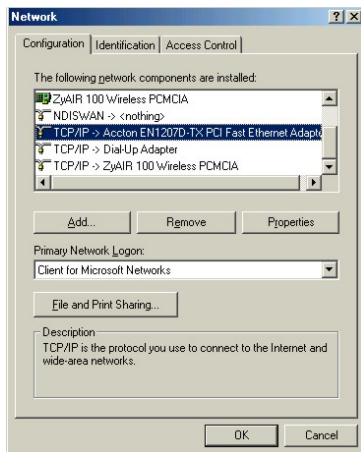 Network
Configuration Identification Access Control
The following network components are installed:
ZyAIR 100 Wireless PCMCIA
NDISWAN -> <nothing>
TCP/IP -> Accton EN1207D-TX PCI Fast Ethernet Adapte
TCP/IP -> Dial-Up Adapter
TCP/IP -> ZyAIR 100 Wireless PCMCIA
Add... Remove Properties
Primary Network Logon:
Client for Microsoft Networks
File and Print Sharing...
Description
TCP/IP is the protocol you use to connect to the Internet and
wide-area networks.
OK Cancel